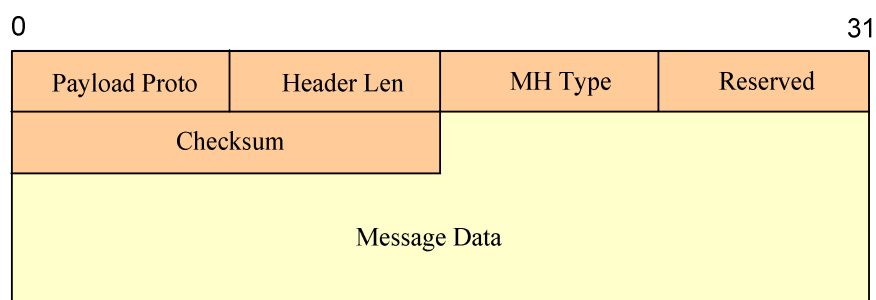 0 31
Payload Proto Header Len MH Type Reserved
Checksum
Message Data